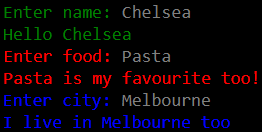 Enter name: Chelsea
Hello Chelsea
Enter food: Pasta
Pasta is my favourite too!
Enter city: Melbourne
I live in Melbourne too